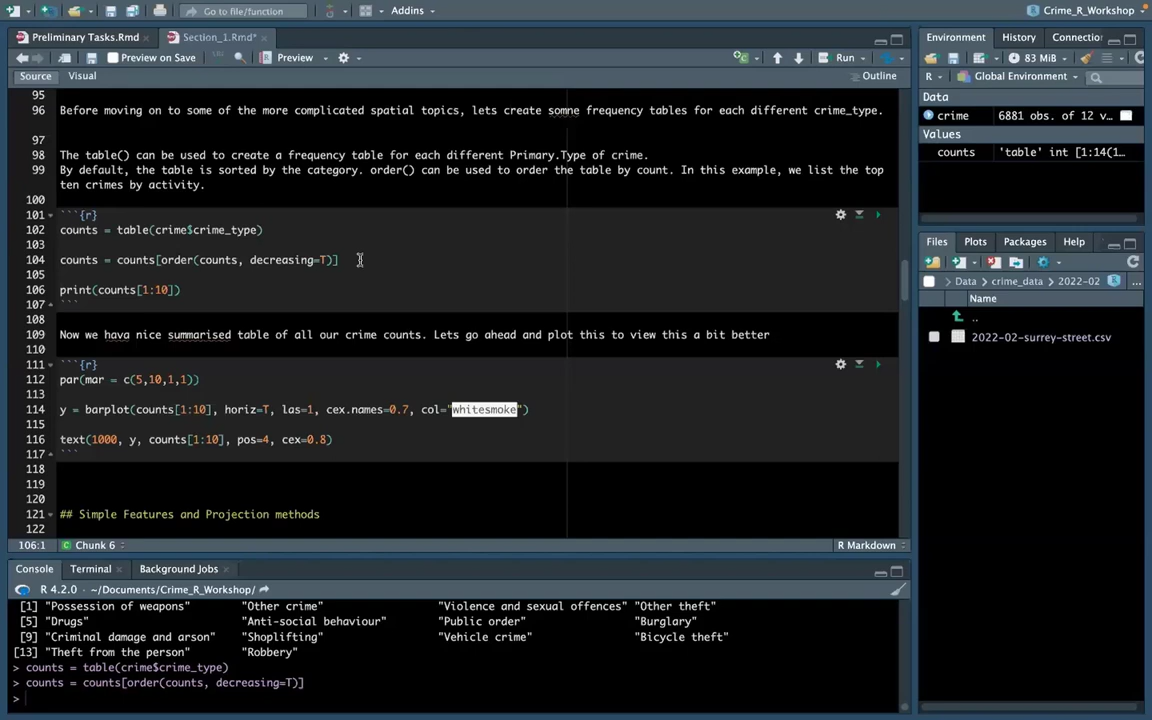 Go to file/function
Addins
Crime_R_Workshop
Preliminary Tasks.Rmd
Section_1.Rmd*
Preview on Save
Preview
Run
Source
Visual
Outline
95
96 Before moving on to some of the more complicated spatial topics, lets create somne frequency tables for each different crime_type.
97
98 The table() can be used to create a frequency table for each different Primary.Type of crime.
99 By default, the table is sorted by the category. order() can be used to order the table by count. In this example, we list the top
ten crimes by activity.
100
101 ```{r}
102 counts = table(crime$crime_type)
103
104 counts = counts[order(counts, decreasing=T)]
105
106 print(counts[1:10])
107 ```
108
109 Now we hava nice summarised table of all our crime counts. Lets go ahead and plot this to view this a bit better
110
111 ```{r}
112 par(mar = c(5,10,1,1))
113
114 y = barplot(counts[1:10], horiz=T, las=1, cex.names=0.7, col="whitesmoke")
115
116 text(1000, y, counts[1:10], pos=4, cex=0.8)
117 ```
118
119
120
121 ## Simple Features and Projection methods
122
106:1 Chunk 6 R Markdown
Console Terminal Background Jobs
R 4.2.0 · ~/Documents/Crime_R_Workshop/
[1] "Possession of weapons" "Other crime" "Violence and sexual offences" "Other theft"
[5] "Drugs" "Anti-social behaviour" "Public order" "Burglary"
[9] "Criminal damage and arson" "Shoplifting" "Vehicle crime" "Bicycle theft"
[13] "Theft from the person" "Robbery"
> counts = table(crime$crime_type)
> counts = counts[order(counts, decreasing=T)]
>
Environment History Connectio
83 MiB
R Global Environment
Data
crime 6881 obs. of 12 v…
Values
counts 'table' int [1:14(1…
Files Plots Packages Help
Data crime_data 2022-02 ...
Name
..
2022-02-surrey-street.csv